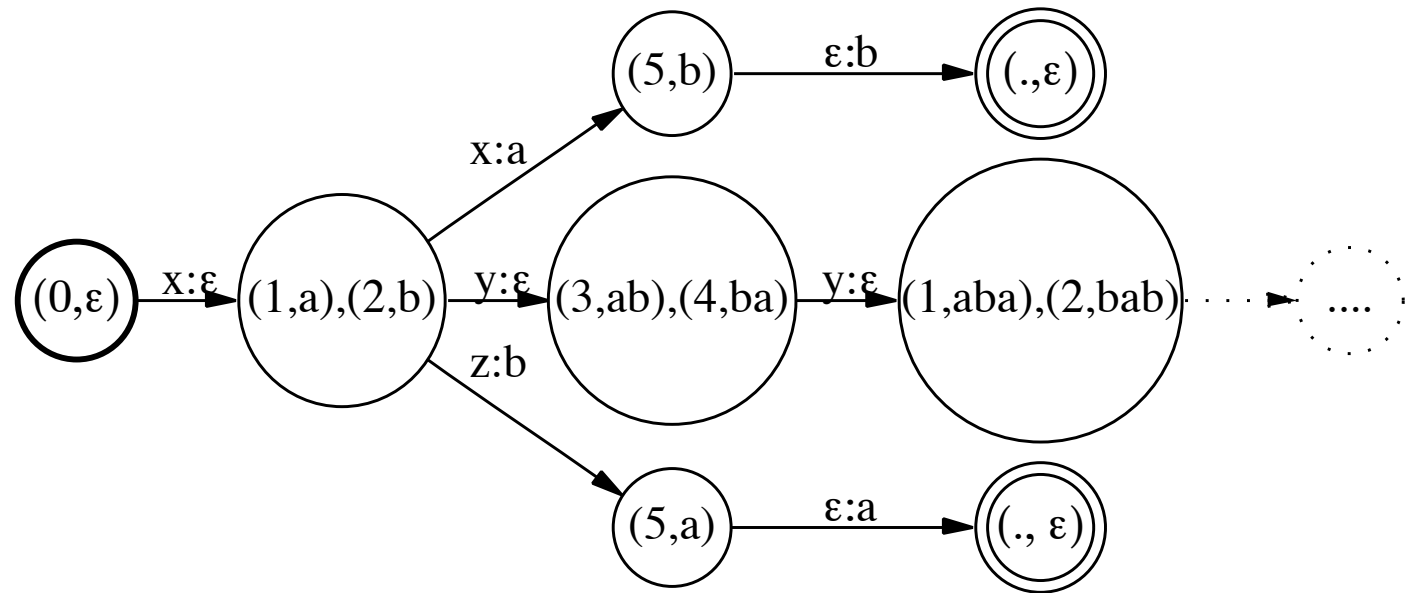 (5,b)
ε:b
(.,ε)
x:a
(0,ε)
x:ε
(1,a),(2,b)
y:ε
(3,ab),(4,ba)
y:ε
(1,aba),(2,bab)
....
z:b
(5,a)
ε:a
(., ε)